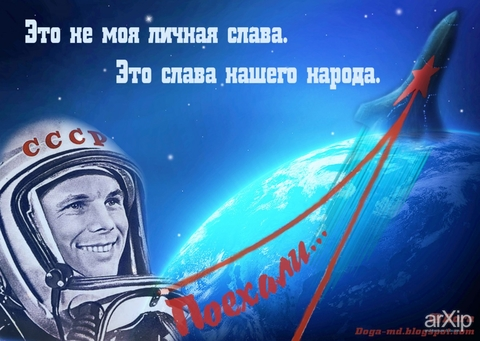 Это не моя личная слава.
Это слава нашего народа.
СССР
Поехали...
arXip
Doga-md.blogspot.com